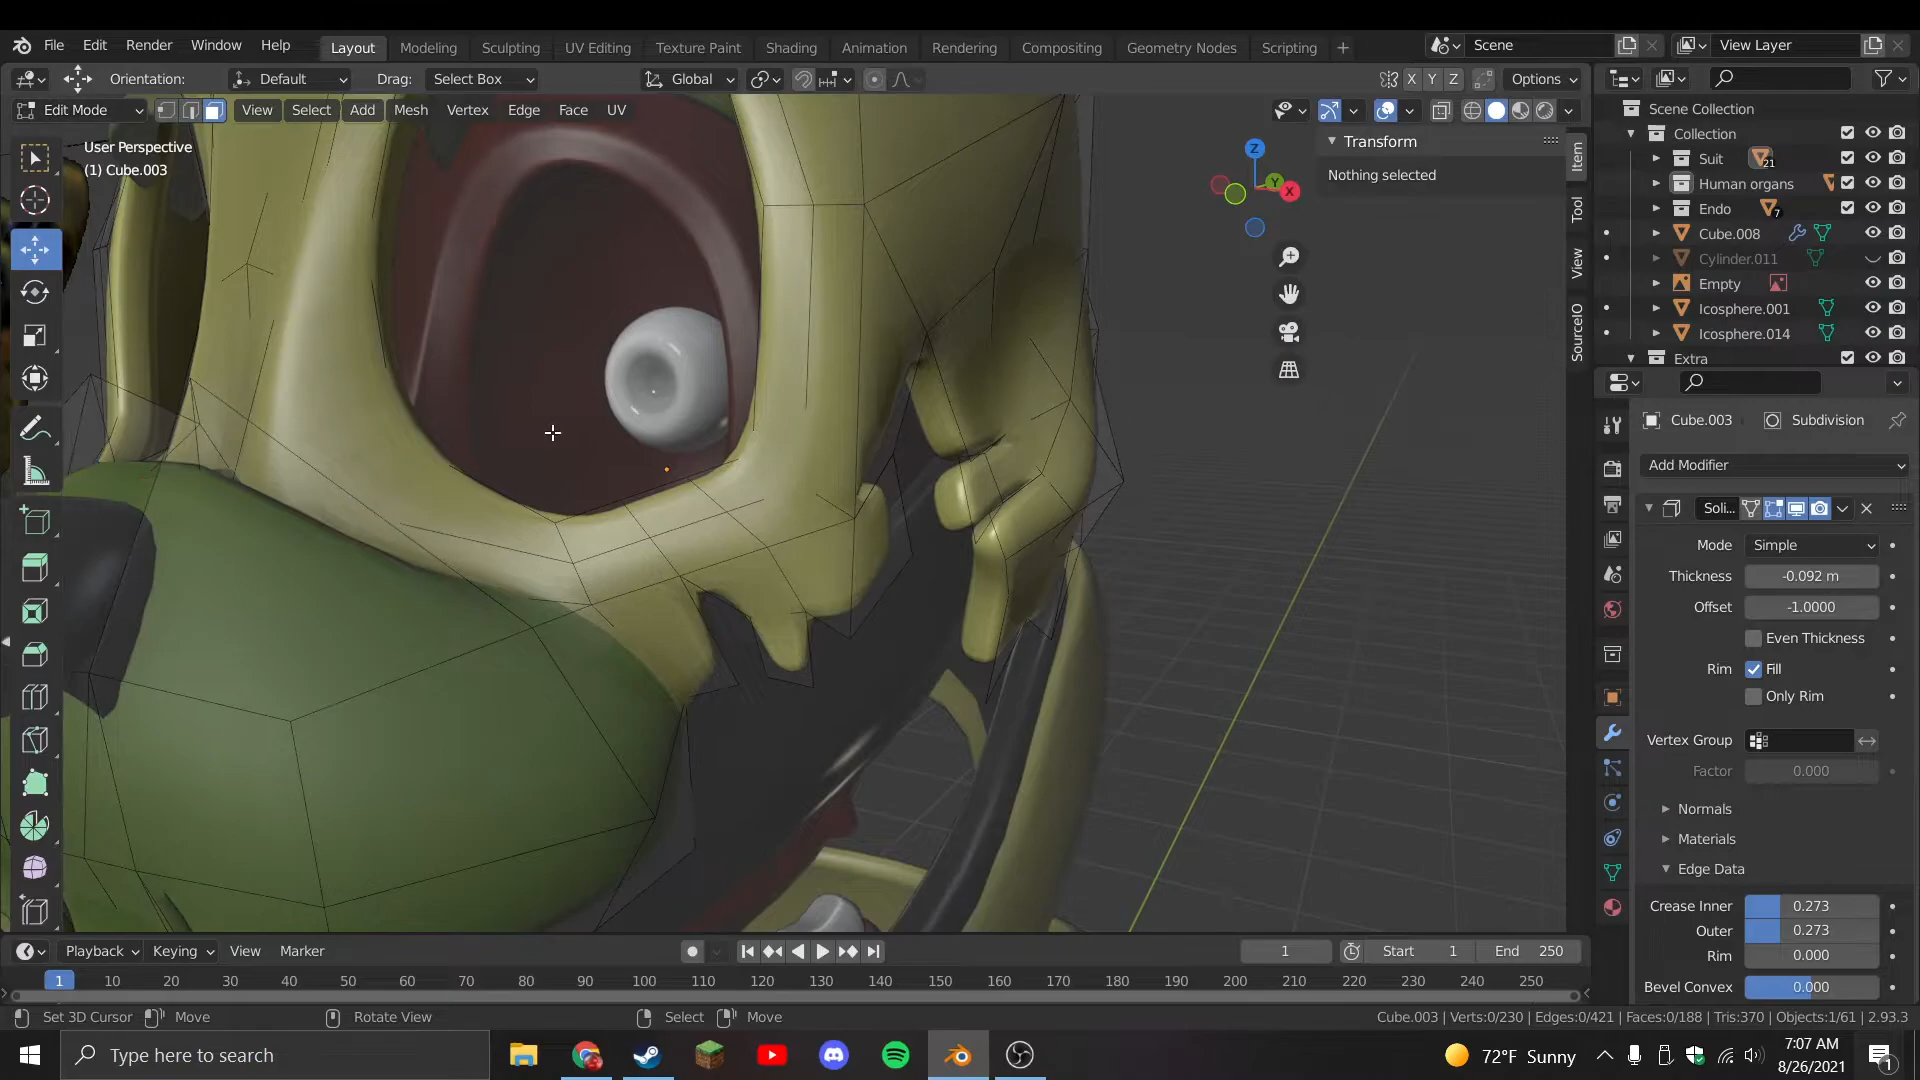 File Edit Render Window Help Layout Modeling Sculpting UV Editing Texture Paint Shading Animation Rendering Compositing Geometry Nodes Scripting Scene View Layer
Orientation: Default Drag: Select Box Global X Y Z Options
Edit Mode View Select Add Mesh Vertex Edge Face UV
User Perspective
(1) Cube.003
Z
Y
X
Transform
Nothing selected
Item
Tool
View
SourceIO
Scene Collection
Collection
Suit 21
Human organs
Endo 7
Cube.008
Cylinder.011
Empty
Icosphere.001
Icosphere.014
Extra
Cube.003 Subdivision
Add Modifier
Soli...
Mode Simple
Thickness -0.092 m
Offset -1.0000
Even Thickness
Rim Fill
Only Rim
Vertex Group
Factor 0.000
Normals
Materials
Edge Data
Crease Inner 0.273
Outer 0.273
Rim 0.000
Bevel Convex 0.000
Playback Keying View Marker 1 Start 1 End 250
1 10 20 30 40 50 60 70 80 90 100 110 120 130 140 150 160 170 180 190 200 210 220 230 240 250
Set 3D Cursor Move Rotate View Select Move Cube.003 | Verts:0/230 | Edges:0/421 | Faces:0/188 | Tris:370 | Objects:1/61 | 2.93.3
Type here to search 72°F Sunny 7:07 AM
8/26/2021 1